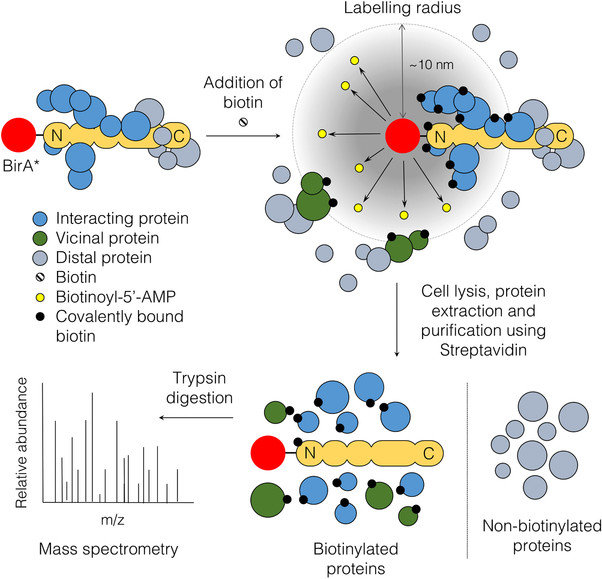 Labelling radius
~10 nm
Addition of
biotin
N
C
BirA*
N
C
Interacting protein
Vicinal protein
Distal protein
Biotin
Biotinoyl-5’-AMP
Covalently bound
biotin
Cell lysis, protein
extraction and
purification using
Streptavidin
Trypsin
digestion
Relative abundance
m/z
Mass spectrometry
N
C
Biotinylated
proteins
Non-biotinylated
proteins